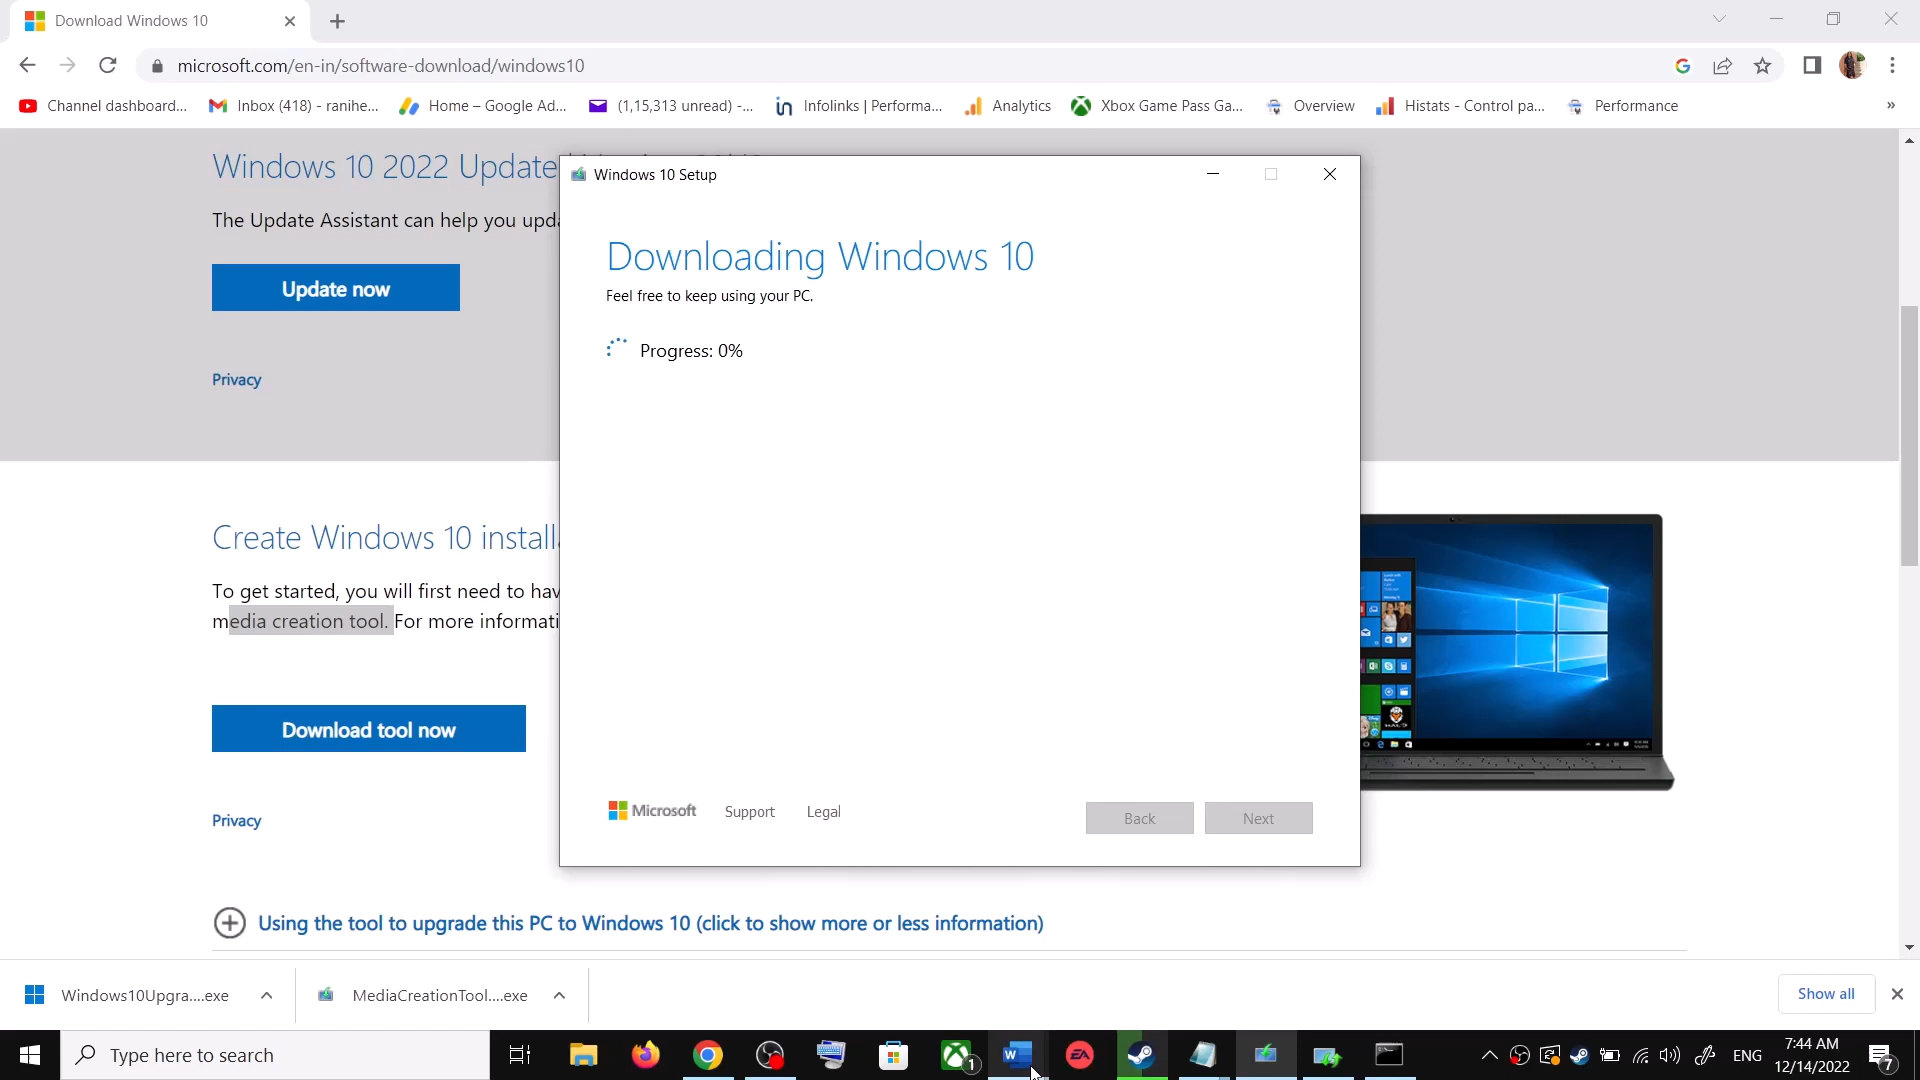 Download Windows 10
microsoft.com/en-in/software-download/windows10
Channel dashboard...
Inbox (418) - ranihe...
Home – Google Ad...
(1,15,313 unread) -...
Infolinks | Performa...
Analytics
Xbox Game Pass Ga...
Overview
Histats - Control pa...
Performance
»
Windows 10 2022 Update
The Update Assistant can help you upda
Update now
Privacy
Windows 10 Setup
Downloading Windows 10
Feel free to keep using your PC.
Progress: 0%
Microsoft
Support
Legal
Back
Next
Create Windows 10 installa
To get started, you will first need to hav
media creation tool. For more informati
Download tool now
Privacy
Using the tool to upgrade this PC to Windows 10 (click to show more or less information)
Windows10Upgra....exe
MediaCreationTool....exe
Show all
Type here to search
1
W
EA
ENG
7:44 AM
12/14/2022
7